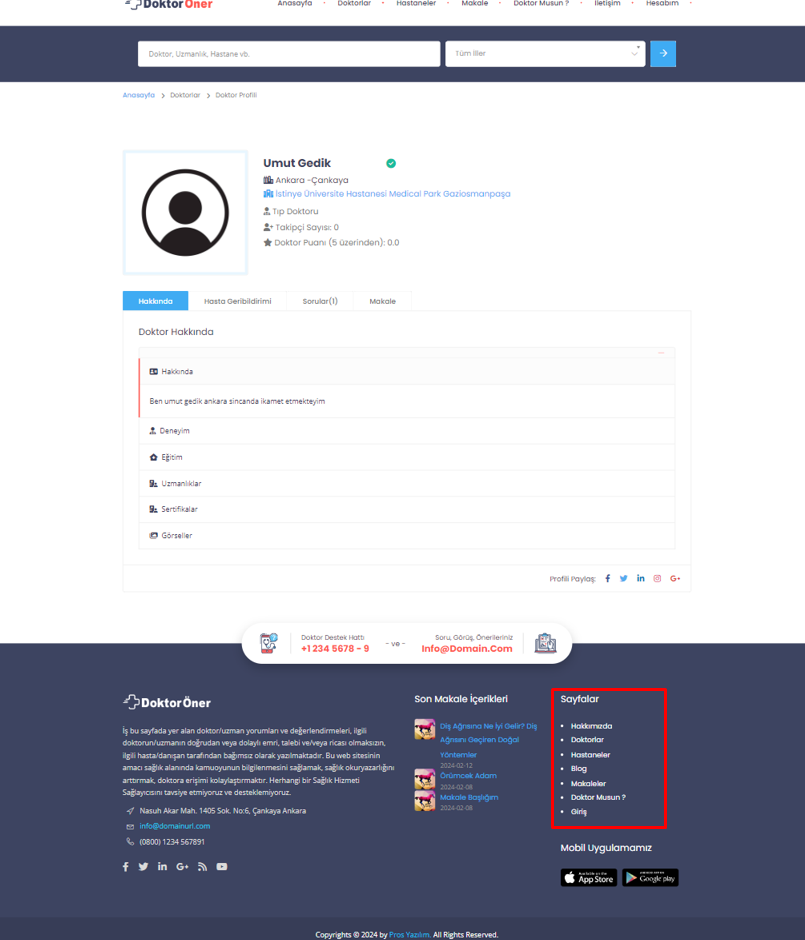 DoktorÖner
Anasayfa
Doktorlar
Hastaneler
Makale
Doktor Musun ?
İletişim
Hesabım
Doktor, Uzmanlık, Hastane vb.
Tüm İller
Anasayfa > Doktorlar > Doktor Profili
Umut Gedik
Ankara -Çankaya
İstinye Üniversite Hastanesi Medical Park Gaziosmanpaşa
Tıp Doktoru
Takipçi Sayısı: 0
Doktor Puanı (5 üzerinden): 0.0
Hakkında
Hasta Geribildirimi
Sorular(1)
Makale
Doktor Hakkında
Hakkında
Ben umut gedik ankara sincanda ikamet etmekteyim
Deneyim
Eğitim
Uzmanlıklar
Sertifikalar
Görseller
Profili Paylaş:
Doktor Destek Hattı
+1 234 5678 - 9
- ve -
Soru, Görüş, Önerileriniz
Info@Domain.Com
DoktorÖner
İş bu sayfada yer alan doktor/uzman yorumları ve değerlendirmeleri, ilgili
doktorun/uzmanın doğrudan veya dolaylı emri, talebi ve/veya ricası olmaksızın,
ilgili hasta/danışan tarafından bağımsız olarak yazılmaktadır. Bu web sitesinin
amacı sağlık alanında kamuoyunun bilgilenmesini sağlamak, sağlık okuryazarlığını
arttırmak, doktora erişimi kolaylaştırmaktır. Herhangi bir Sağlık Hizmeti
Sağlayıcısını tavsiye etmiyoruz ve desteklemiyoruz.
Nasuh Akar Mah. 1405 Sok. No:6, Çankaya Ankara
info@domainurl.com
(0800) 1234 567891
Son Makale İçerikleri
Diş Ağrısına Ne İyi Gelir? Diş
Ağrısını Geçiren Doğal
Yöntemler
2024-02-12
Örümcek Adam
2024-02-08
Makale Başlığım
2024-02-08
Sayfalar
Hakkımızda
Doktorlar
Hastaneler
Blog
Makaleler
Doktor Musun ?
Giriş
Mobil Uygulamamız
Available on the
App Store
Google play
Copyrights © 2024 by Pros Yazılım. All Rights Reserved.